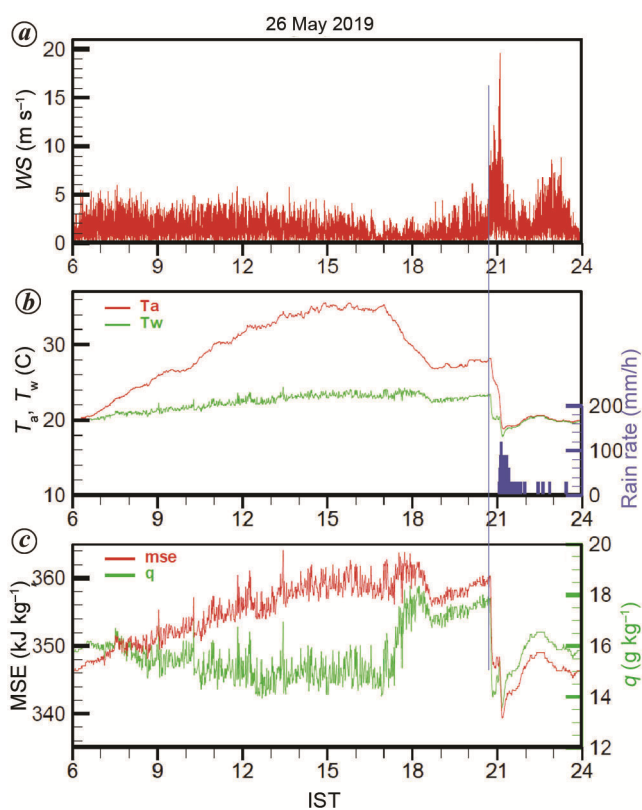 26 May 2019
a
WS (m s⁻¹)
20
15
10
5
0
6 9 12 15 18 21 24
b
Ta
Tw
Tₐ, T_w (C)
30
20
10
200
100
0
Rain rate (mm/h)
6 9 12 15 18 21 24
c
mse
q
MSE (kJ kg⁻¹)
360
350
340
20
18
16
14
12
q (g kg⁻¹)
6 9 12 15 18 21 24
IST